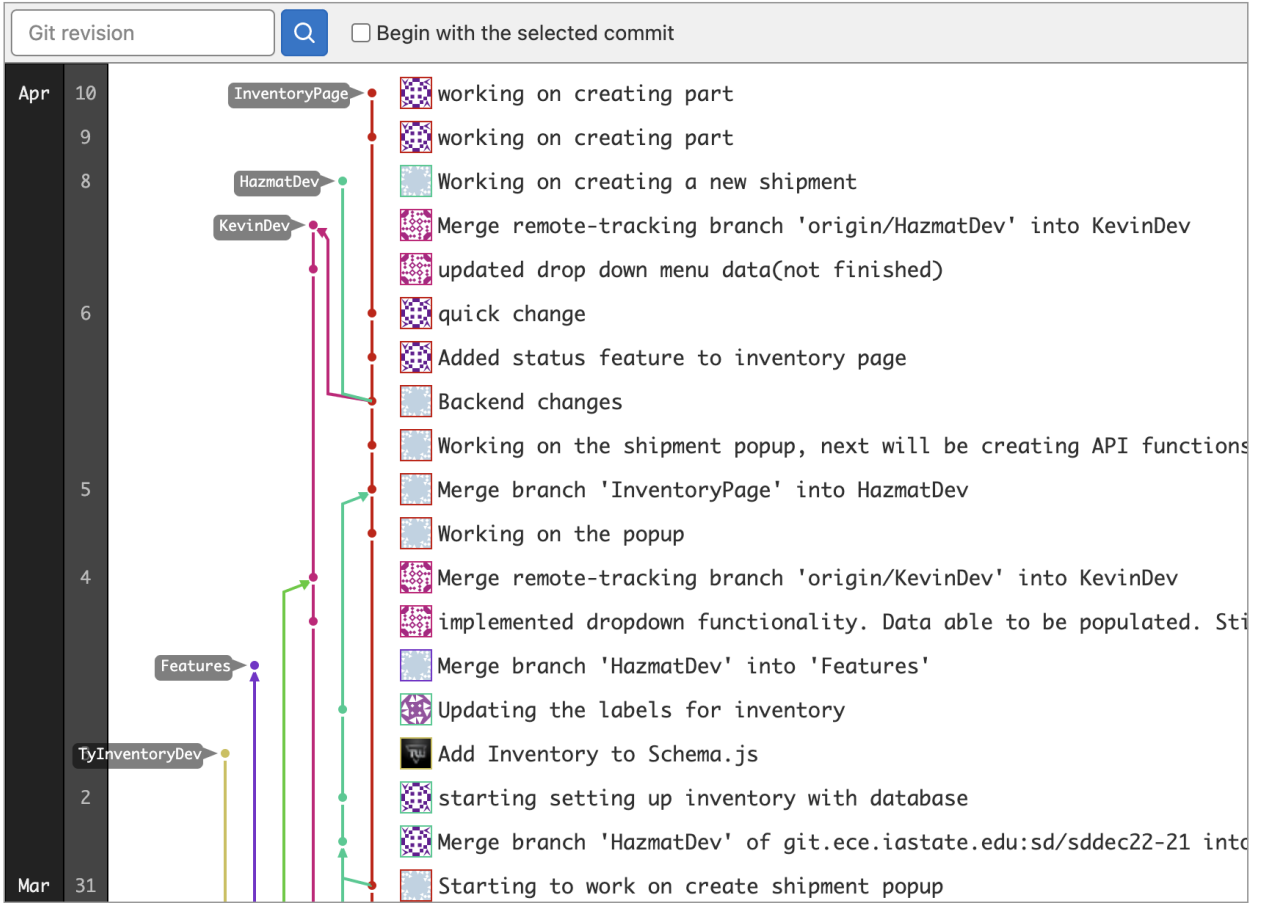 Git revision
Begin with the selected commit
Apr 10 InventoryPage working on creating part
9 working on creating part
8 HazmatDev Working on creating a new shipment
KevinDev Merge remote-tracking branch 'origin/HazmatDev' into KevinDev
updated drop down menu data(not finished)
6 quick change
Added status feature to inventory page
Backend changes
Working on the shipment popup, next will be creating API functions
5 Merge branch 'InventoryPage' into HazmatDev
Working on the popup
4 Merge remote-tracking branch 'origin/KevinDev' into KevinDev
implemented dropdown functionality. Data able to be populated. Sti
Features Merge branch 'HazmatDev' into 'Features'
Updating the labels for inventory
TyInventoryDev Add Inventory to Schema.js
2 starting setting up inventory with database
Merge branch 'HazmatDev' of git.ece.iastate.edu:sd/sddec22-21 into
Mar 31 Starting to work on create shipment popup